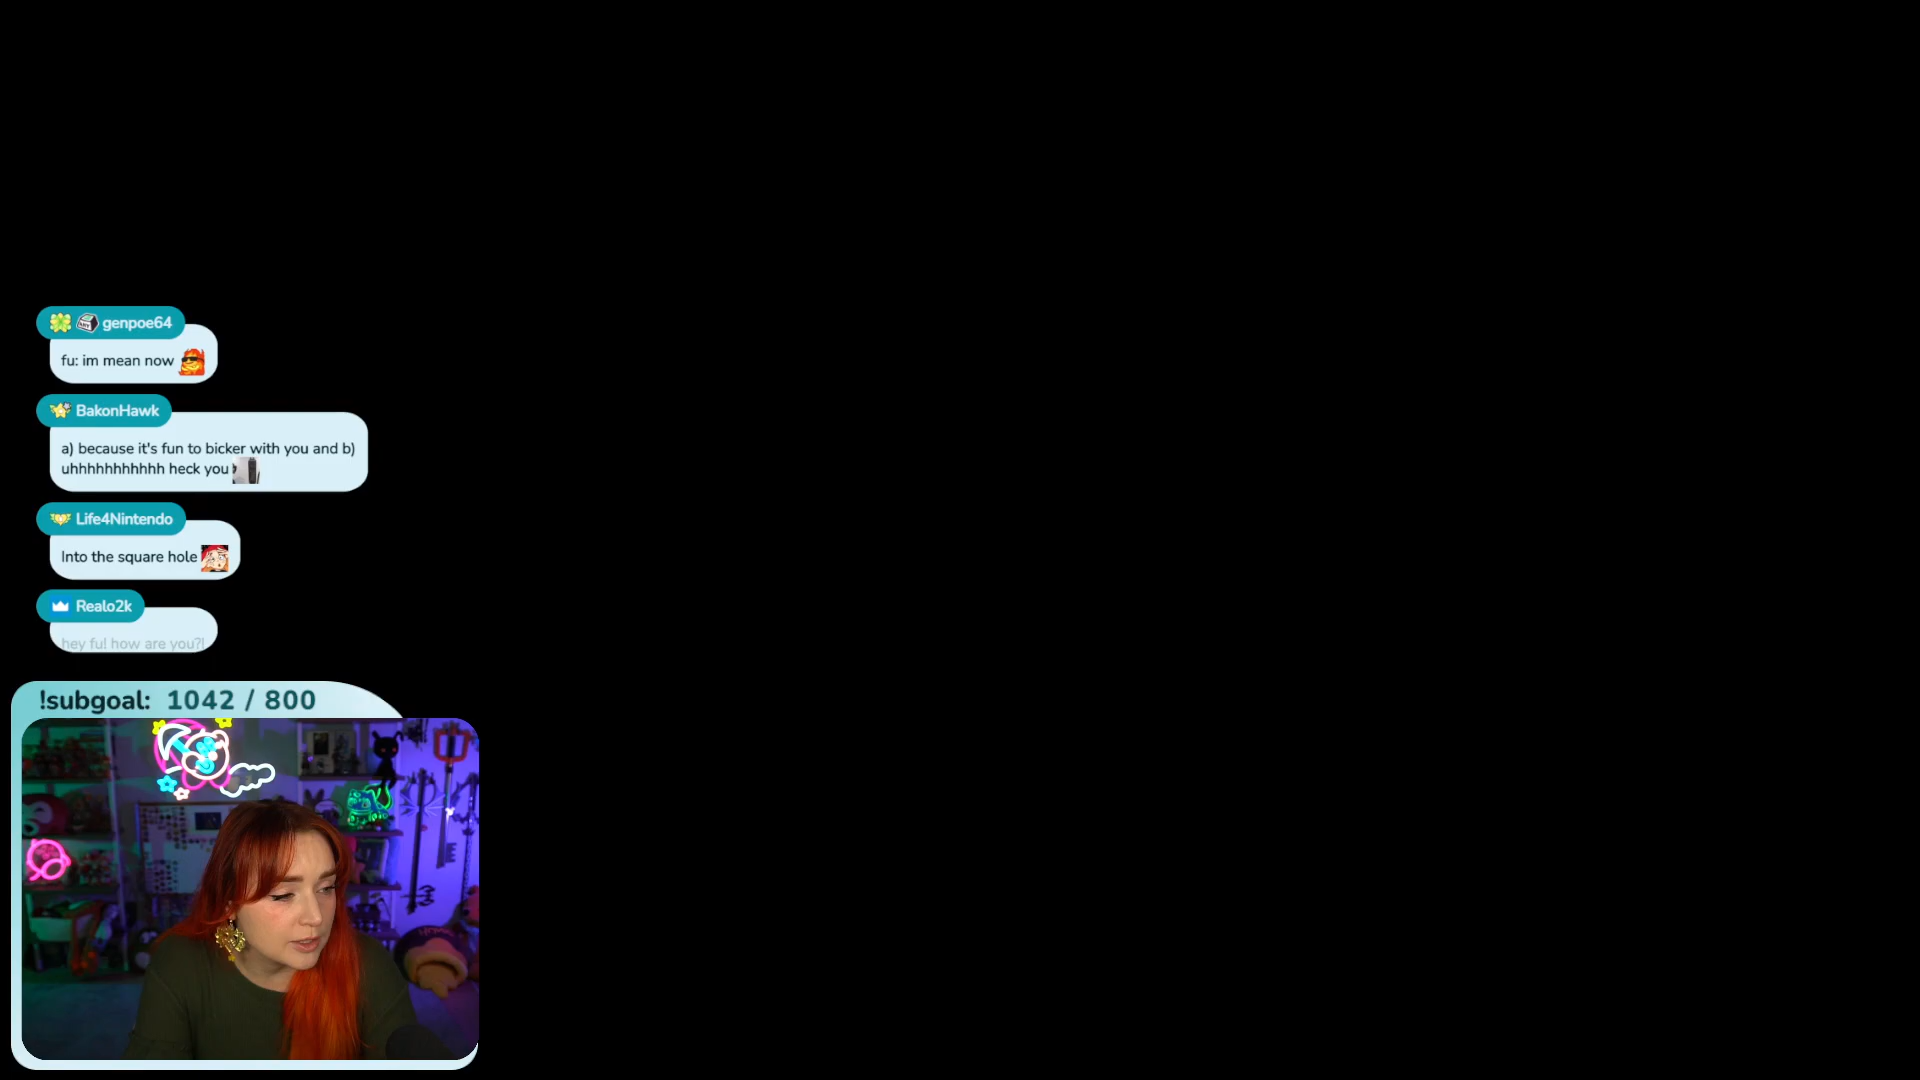 genpoe64
fu: im mean now
BakonHawk
a) because it's fun to bicker with you and b)
uhhhhhhhhhhh heck you
Life4Nintendo
Into the square hole
Realo2k
hey fu! how are you?!
!subgoal: 1042 / 800